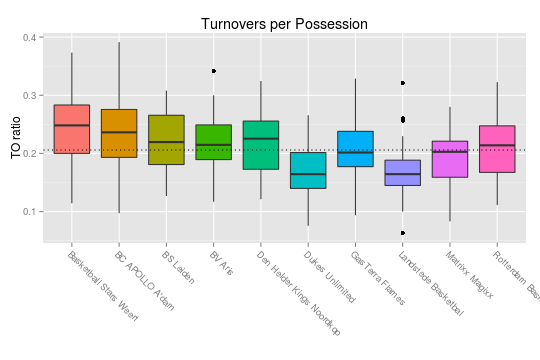 Turnovers per Possession
TO ratio
0.4
0.3
0.2
0.1
Basketball Stars Weert
BC APOLLO A'dam
BS Leiden
BV Aris
Den Helder Kings Noordkop
Dukes Unlimited
GasTerra Flames
Landstede Basketbal
Matrixx Magixx
Rotterdam Bas